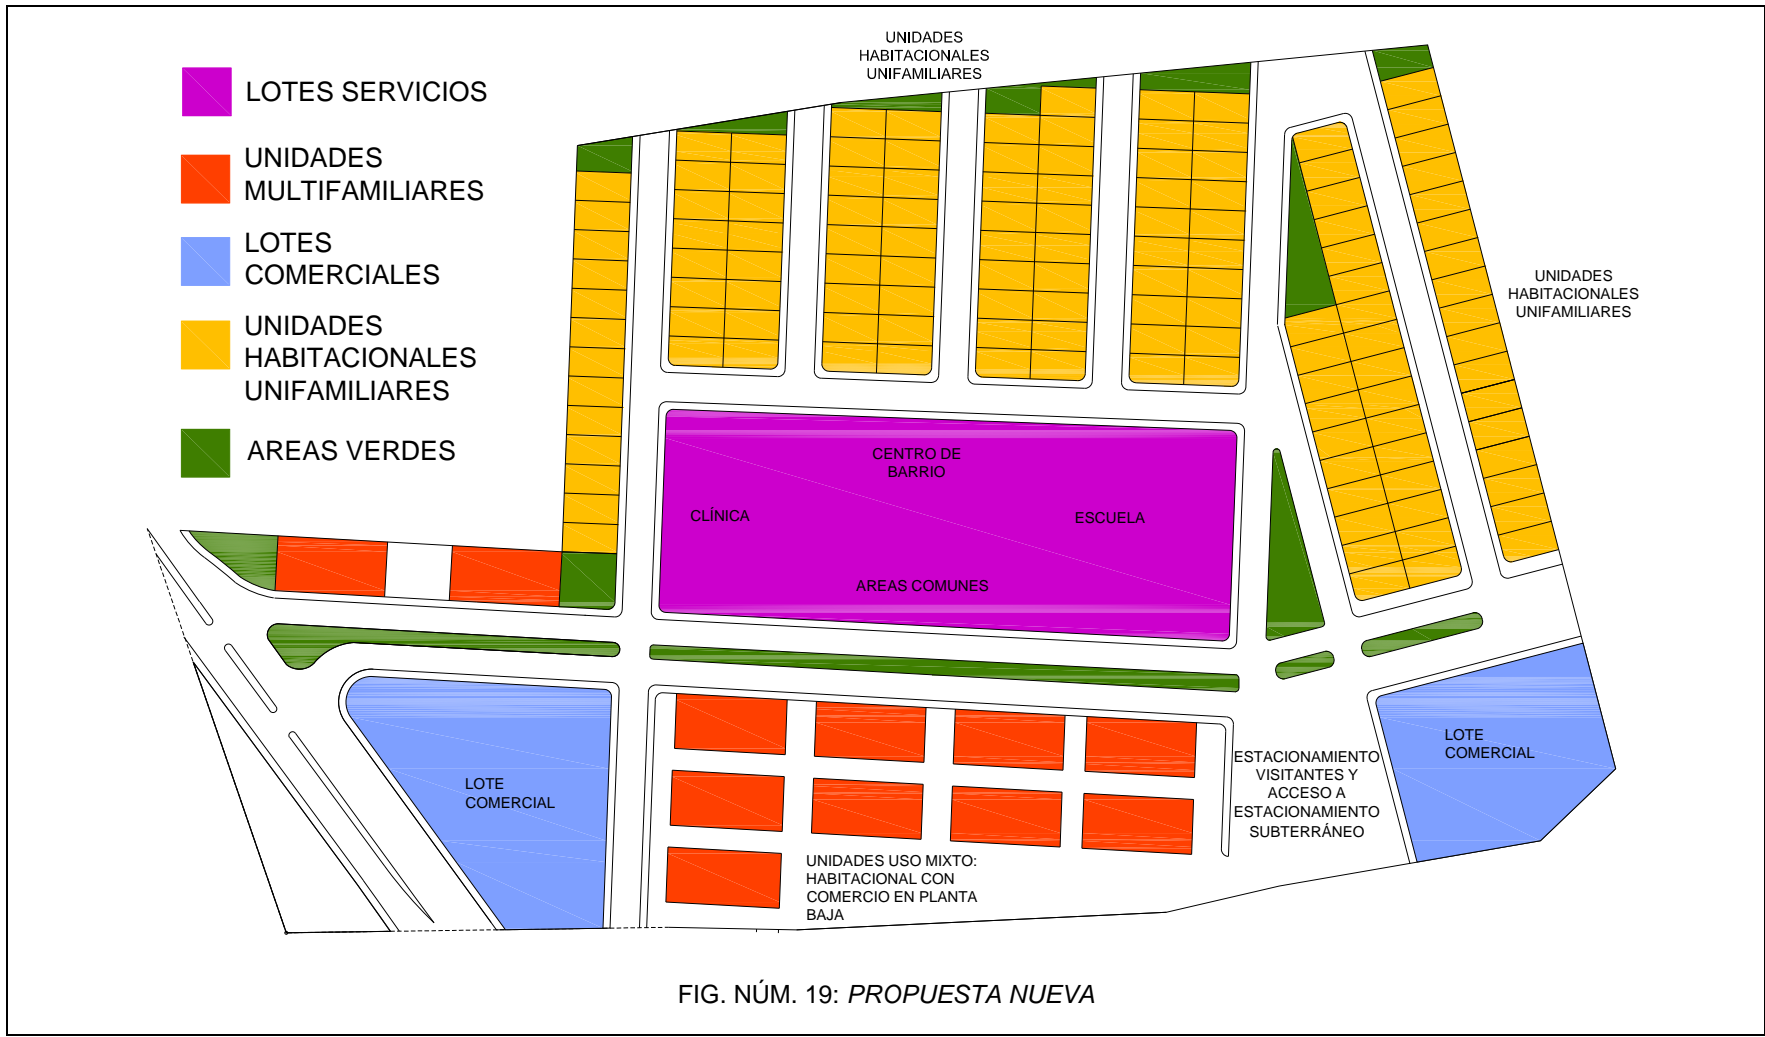 UNIDADES
HABITACIONALES
UNIFAMILIARES
LOTES SERVICIOS
UNIDADES
MULTIFAMILIARES
LOTES
COMERCIALES
UNIDADES
HABITACIONALES
UNIFAMILIARES
AREAS VERDES
UNIDADES
HABITACIONALES
UNIFAMILIARES
CENTRO DE
BARRIO
CLÍNICA
ESCUELA
AREAS COMUNES
LOTE
COMERCIAL
LOTE
COMERCIAL
ESTACIONAMIENTO
VISITANTES Y
ACCESO A
ESTACIONAMIENTO
SUBTERRÁNEO
UNIDADES USO MIXTO:
HABITACIONAL CON
COMERCIO EN PLANTA
BAJA
FIG. NÚM. 19: PROPUESTA NUEVA